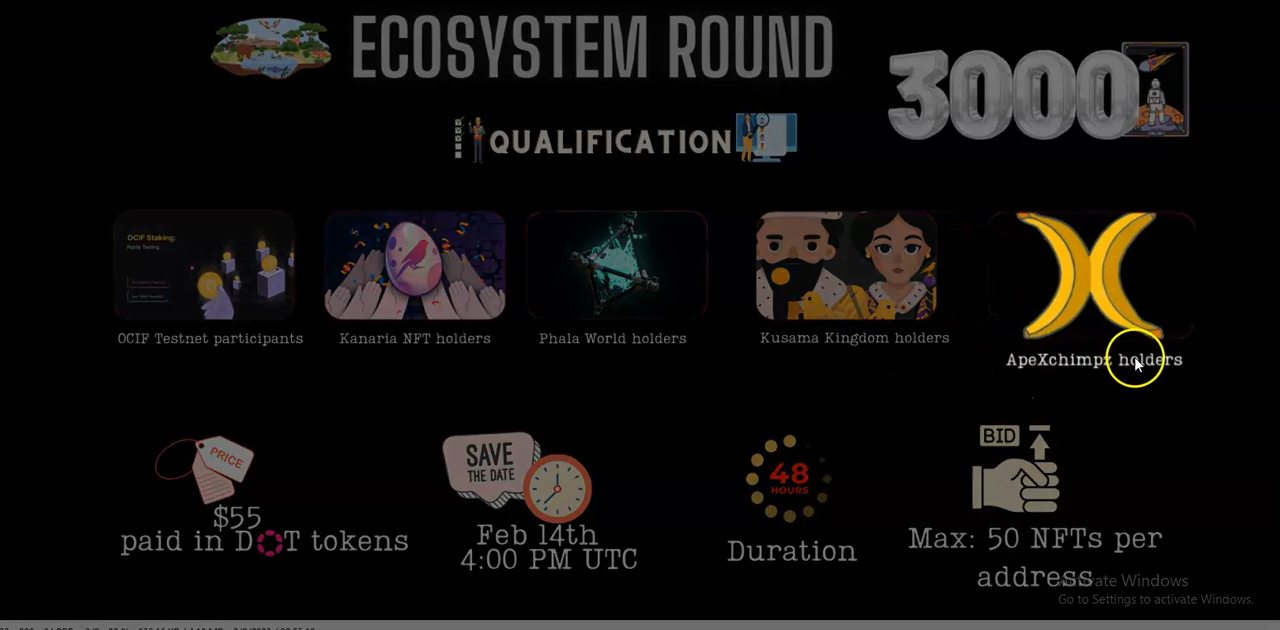 ECOSYSTEM ROUND
3000
QUALIFICATION
OCIF Staking:
Public Testing
OCIF Testnet participants
Kanaria NFT holders
Phala World holders
Kusama Kingdom holders
ApeXchimpz holders
PRICE
$55
paid in DOT tokens
SAVE
THE DATE
Feb 14th
4:00 PM UTC
48
HOURS
Duration
BID
Max: 50 NFTs per
address
Activate Windows
Go to Settings to activate Windows.